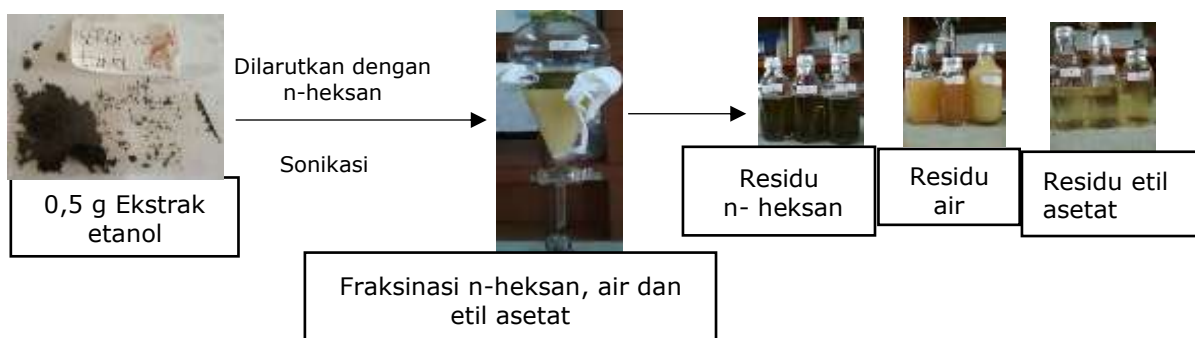 Dilarutkan dengan
n-heksan
Sonikasi
0,5 g Ekstrak
etanol
Fraksinasi n-heksan, air dan
etil asetat
Residu
n- heksan
Residu
air
Residu etil
asetat